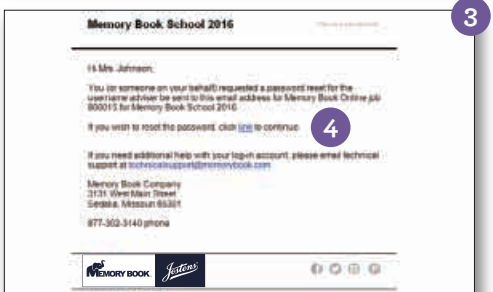 3
Memory Book School 2016
Hi Mrs. Johnson,
You (or someone on your behalf) requested a password reset for the
username adviser be sent to this email address for Memory Book Online job
800015 for Memory Book School 2016.
If you wish to reset the password, click link to continue.
4
If you need additional help with your log-in account, please email technical
support at technicalsupport@memorybook.com
Memory Book Company
3131 West Main Street
Sedalia, Missouri 65301
877-302-3140 phone
MEMORY BOOK Jostens